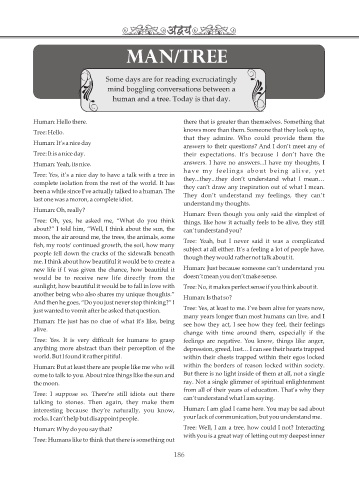 अद्वय
MAN/TREE
Some days are for reading excruciatingly
mind boggling conversations between a
human and a tree. Today is that day.
Human: Hello there.
Tree: Hello.
Human: It's a nice day
Tree: It is a nice day.
Human: Yeah, it is nice.
Tree: Yes, it's a nice day to have a talk with a tree in
complete isolation from the rest of the world. It has
been a while since I've actually talked to a human. The
last one was a moron, a complete idiot.
Human: Oh, really?
Tree: Oh, yes, he asked me, "What do you think
about?" I told him, "Well, I think about the sun, the
moon, the air around me, the trees, the animals, some
fish, my roots' continued growth, the soil, how many
people fell down the cracks of the sidewalk beneath
me. I think about how beautiful it would be to create a
new life if I was given the chance, how beautiful it
would be to receive new life directly from the
sunlight, how beautiful it would be to fall in love with
another being who also shares my unique thoughts."
And then he goes, "Do you just never stop thinking?" I
just wanted to vomit after he asked that question.
Human: He just has no clue of what it's like, being
alive
Tree: Yes. It is very difficult for humans to grasp
anything more abstract than their perception of the
world. But I found it rather pitiful.
Human: But at least there are people like me who will
come to talk to you. About nice things like the sun and
the moon.
Tree: I suppose so. There're still idiots out there
talking to stones. Then again, they make them
interesting because they're naturally, you know,
rocks. I can't help but disappoint people.
Human: Why do you say that?
Tree: Humans like to think that there is something out
there that is greater than themselves. Something that
knows more than them. Someone that they look up to,
that they admire. Who could provide them the
answers to their questions? And I don't meet any of
their expectations. It's because I don't have the
answers. I have no answers...I have my thoughts, I
have my feelings about being alive, yet
they...they...they don't understand what I mean...
they can't draw any inspiration out of what I mean.
They don't understand my feelings, they can't
understand my thoughts.
Human: Even though you only said the simplest of
things, like how it actually feels to be alive, they still
can't understand you?
Tree: Yeah, but I never said it was a complicated
subject at all either. It's a feeling a lot of people have,
though they would rather not talk about it.
Human: Just because someone can't understand you
doesn't mean you don't make sense.
Tree: No, it makes perfect sense if you think about it.
Human: Is that so?
Tree: Yes, at least to me. I've been alive for years now,
many years longer than most humans can live, and I
see how they act, I see how they feel, their feelings
change with time around them, especially if the
feelings are negative. You know, things like anger,
depression, greed, lust... I can see their hearts trapped
within their chests trapped within their egos locked
within the borders of reason locked within society.
But there is no light inside of them at all, not a single
ray. Not a single glimmer of spiritual enlightenment
from all of their years of education. That's why they
can't understand what I am saying.
Human: I am glad I came here. You may be sad about
your lack of communication, but you understand me.
Tree: Well, I am a tree, how could I not? Interacting
with you is a great way of letting out my deepest inner
186